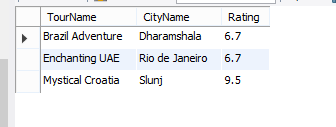 TourName CityName Rating
Brazil Adventure Dharamshala 6.7
Enchanting UAE Rio de Janeiro 6.7
Mystical Croatia Slunj 9.5